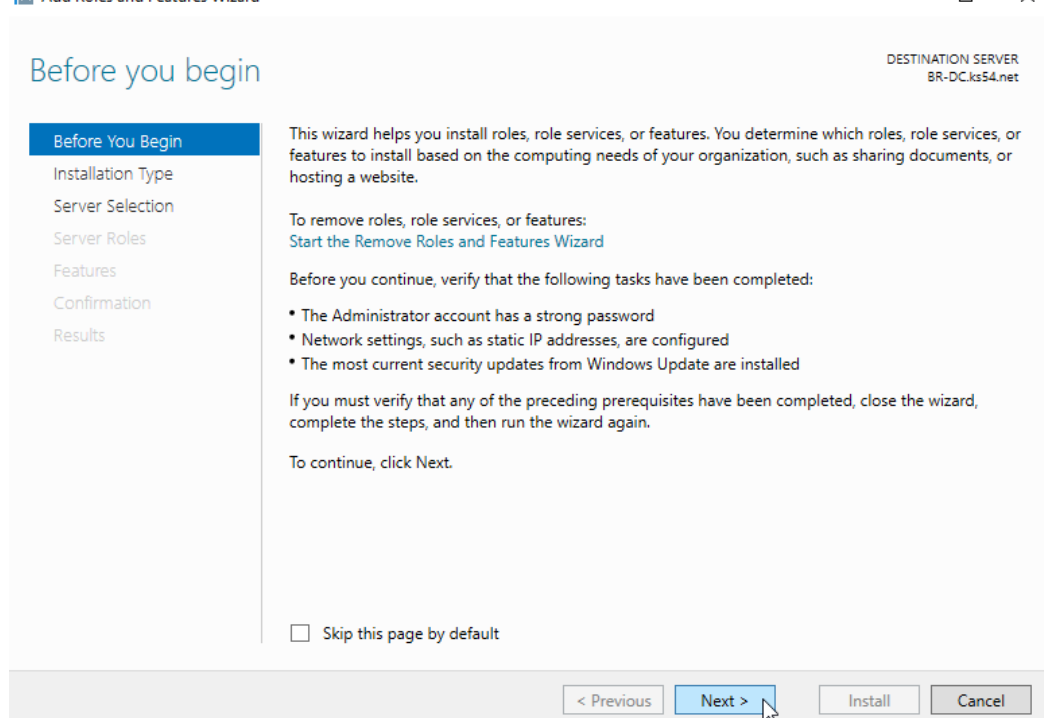 Add Roles and Features Wizard
Before you begin
DESTINATION SERVER
BR-DC.ks54.net
Before You Begin
Installation Type
Server Selection
Server Roles
Features
Confirmation
Results
This wizard helps you install roles, role services, or features. You determine which roles, role services, or
features to install based on the computing needs of your organization, such as sharing documents, or
hosting a website.
To remove roles, role services, or features:
Start the Remove Roles and Features Wizard
Before you continue, verify that the following tasks have been completed:
• The Administrator account has a strong password
• Network settings, such as static IP addresses, are configured
• The most current security updates from Windows Update are installed
If you must verify that any of the preceding prerequisites have been completed, close the wizard,
complete the steps, and then run the wizard again.
To continue, click Next.
Skip this page by default
< Previous
Next >
Install
Cancel